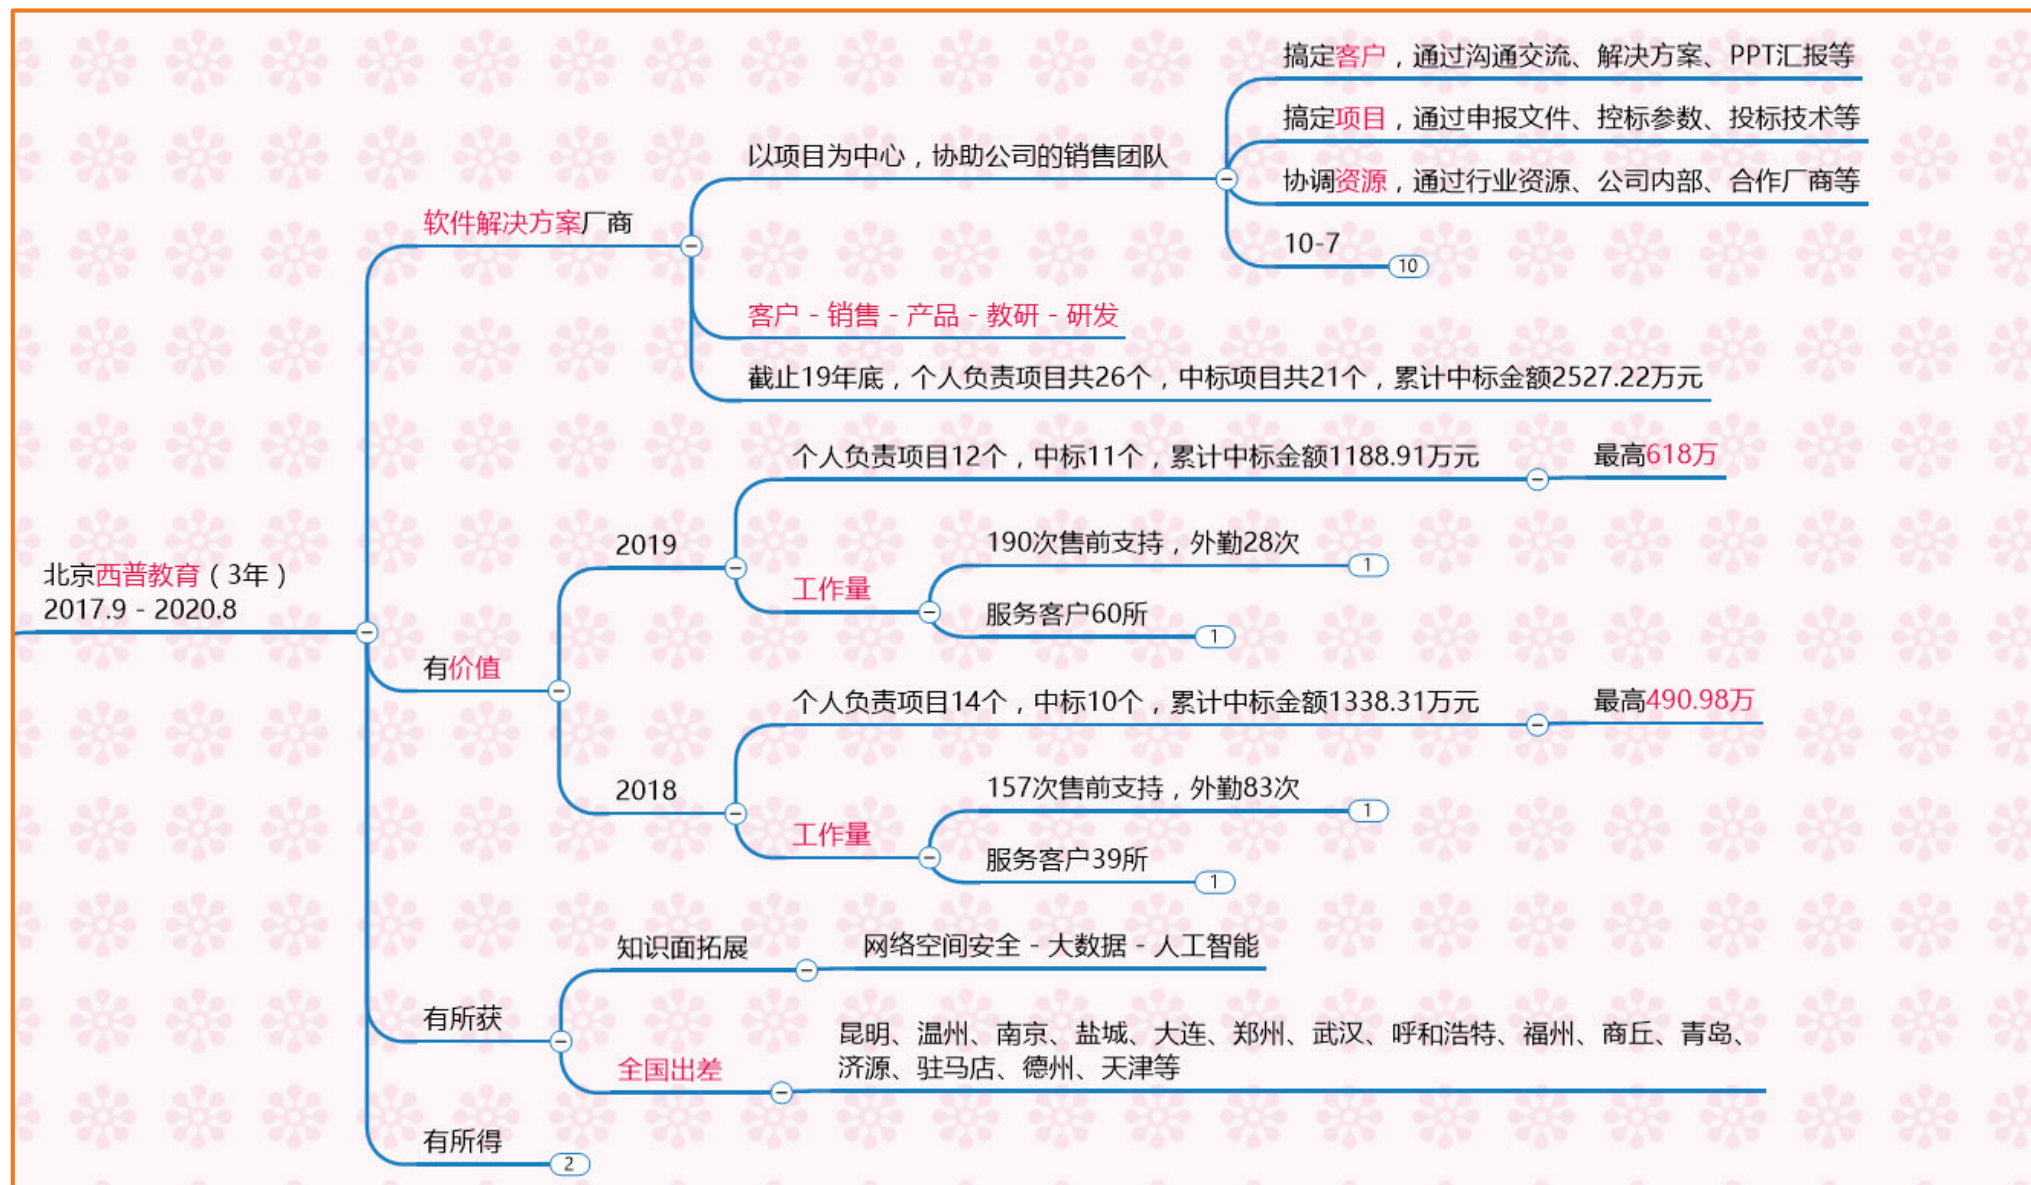 北京西普教育（3年）
2017.9 - 2020.8
软件解决方案厂商
以项目为中心，协助公司的销售团队
搞定客户，通过沟通交流、解决方案、PPT汇报等
搞定项目，通过申报文件、控标参数、投标技术等
协调资源，通过行业资源、公司内部、合作厂商等
10-7
10
客户 - 销售 - 产品 - 教研 - 研发
截止19年底，个人负责项目共26个，中标项目共21个，累计中标金额2527.22万元
有价值
2019
个人负责项目12个，中标11个，累计中标金额1188.91万元
最高618万
工作量
190次售前支持，外勤28次
1
服务客户60所
1
2018
个人负责项目14个，中标10个，累计中标金额1338.31万元
最高490.98万
工作量
157次售前支持，外勤83次
1
服务客户39所
1
有所获
知识面拓展
网络空间安全 - 大数据 - 人工智能
全国出差
昆明、温州、南京、盐城、大连、郑州、武汉、呼和浩特、福州、商丘、青岛、
济源、驻马店、德州、天津等
有所得
2